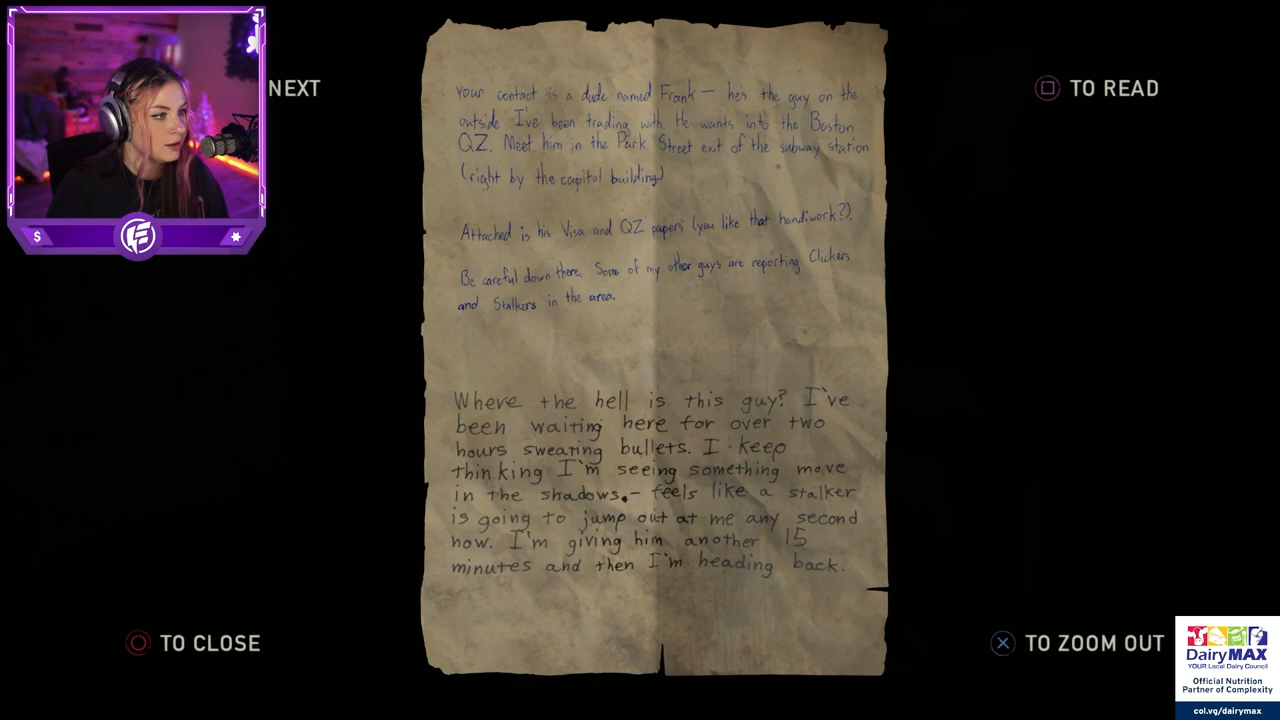 NEXT
TO READ
Your contact is a dude named Frank — he's the guy on the
outside I've been trading with. He wants into the Boston
QZ. Meet him in the Park Street exit of the subway station
(right by the capitol building)
Attached is his Visa and QZ papers (you like that handiwork?).
Be careful down there. Some of my other guys are reporting Clickers
and Stalkers in the area.
Where the hell is this guy? I've
been waiting here for over two
hours sweating bullets. I keep
thinking I'm seeing something move
in the shadows.- feels like a stalker
is going to jump out at me any second
now. I'm giving him another 15
minutes and then I'm heading back.
TO CLOSE
TO ZOOM OUT
DairyMAX
YOUR Local Dairy Council
Official Nutrition
Partner of Complexity
col.vg/dairymax